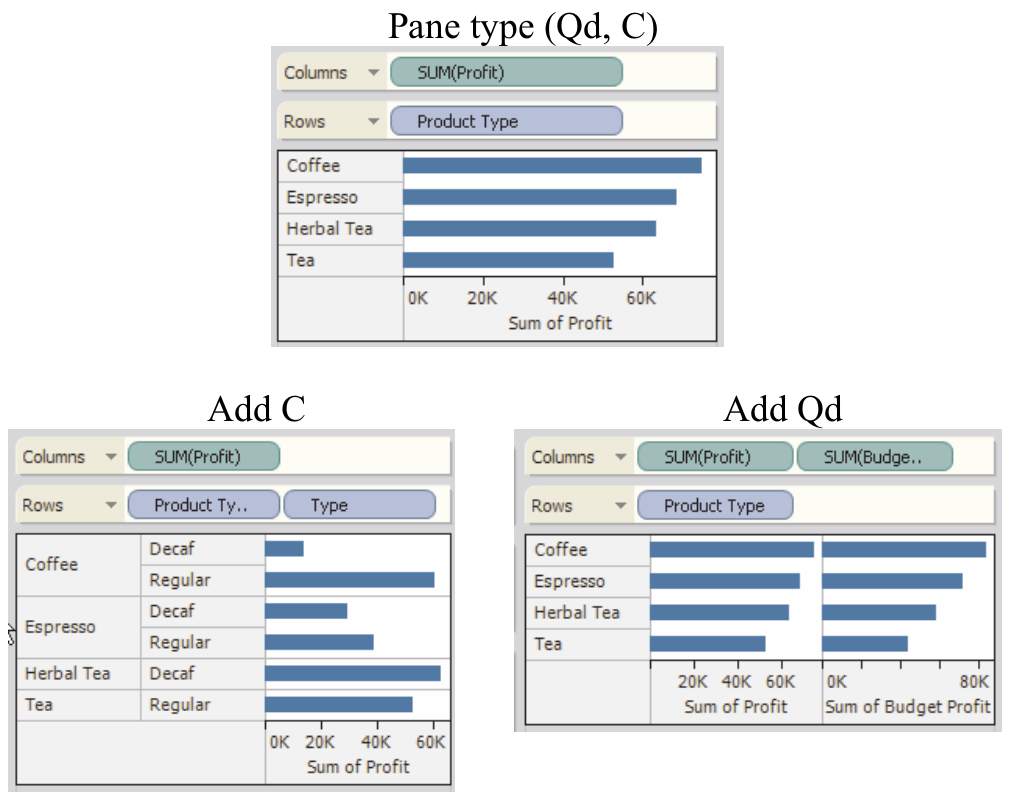 Pane type (Qd, C)
Columns SUM(Profit)
Rows Product Type
Coffee
Espresso
Herbal Tea
Tea
0K 20K 40K 60K
Sum of Profit
Add C
Columns SUM(Profit)
Rows Product Ty.. Type
Coffee Decaf
Regular
Espresso Decaf
Regular
Herbal Tea Decaf
Tea Regular
0K 20K 40K 60K
Sum of Profit
Add Qd
Columns SUM(Profit) SUM(Budge..
Rows Product Type
Coffee
Espresso
Herbal Tea
Tea
20K 40K 60K 0K 80K
Sum of Profit Sum of Budget Profit